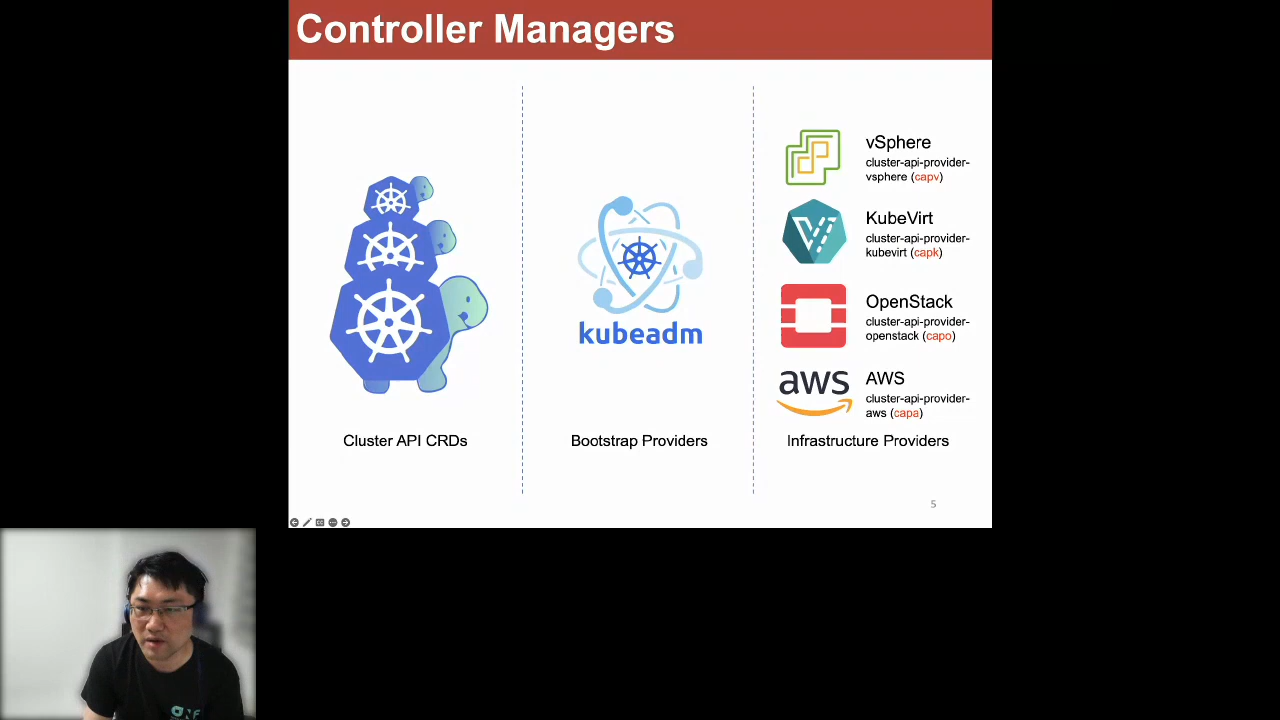 Controller Managers
Cluster API CRDs
kubeadm
Bootstrap Providers
vSphere
cluster-api-provider-
vsphere (capv)
KubeVirt
cluster-api-provider-
kubevirt (capk)
OpenStack
cluster-api-provider-
openstack (capo)
aws
AWS
cluster-api-provider-
aws (capa)
Infrastructure Providers
5